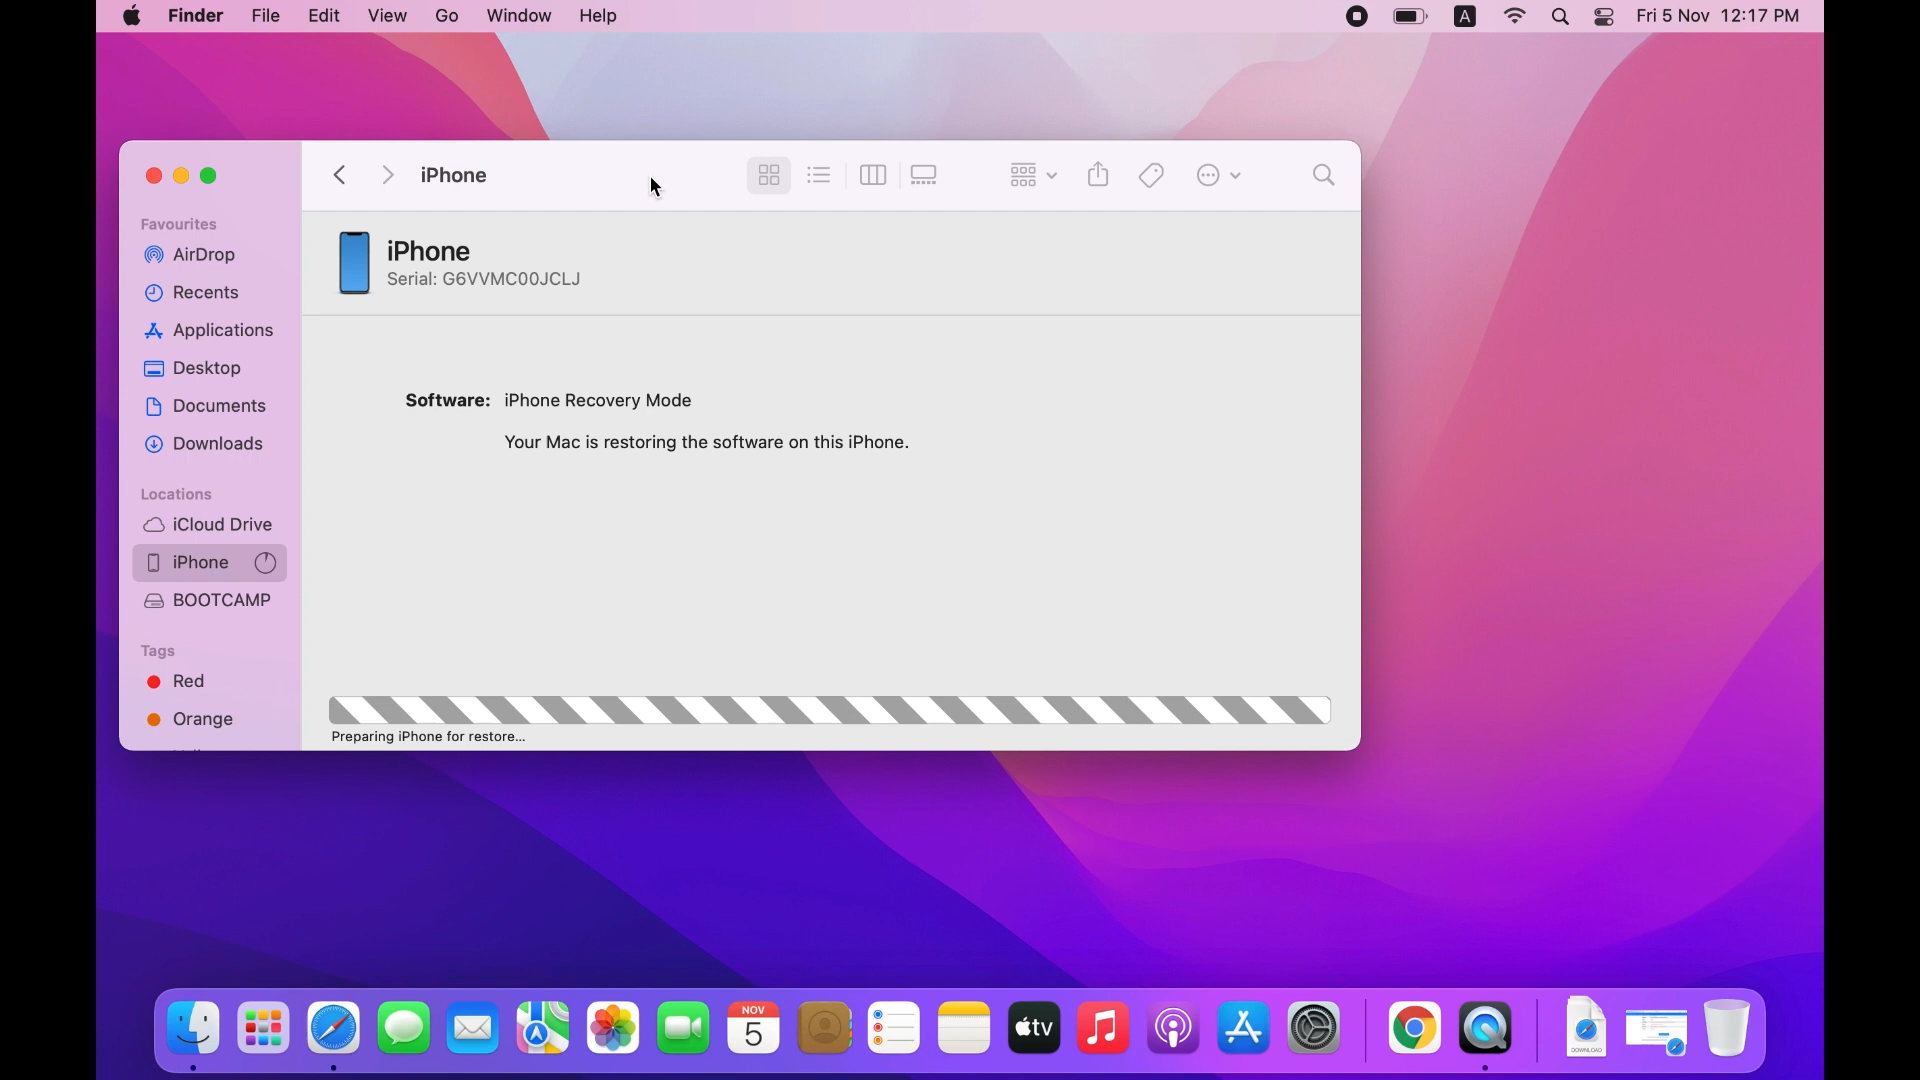 Finder File Edit View Go Window Help A Fri 5 Nov 12:17 PM
iPhone
Favourites
AirDrop
Recents
Applications
Desktop
Documents
Downloads
Locations
iCloud Drive
iPhone
BOOTCAMP
Tags
Red
Orange
iPhone
Serial: G6VVMC00JCLJ
Software: iPhone Recovery Mode
Your Mac is restoring the software on this iPhone.
Preparing iPhone for restore...
NOV
5
tv
DOWNLOAD